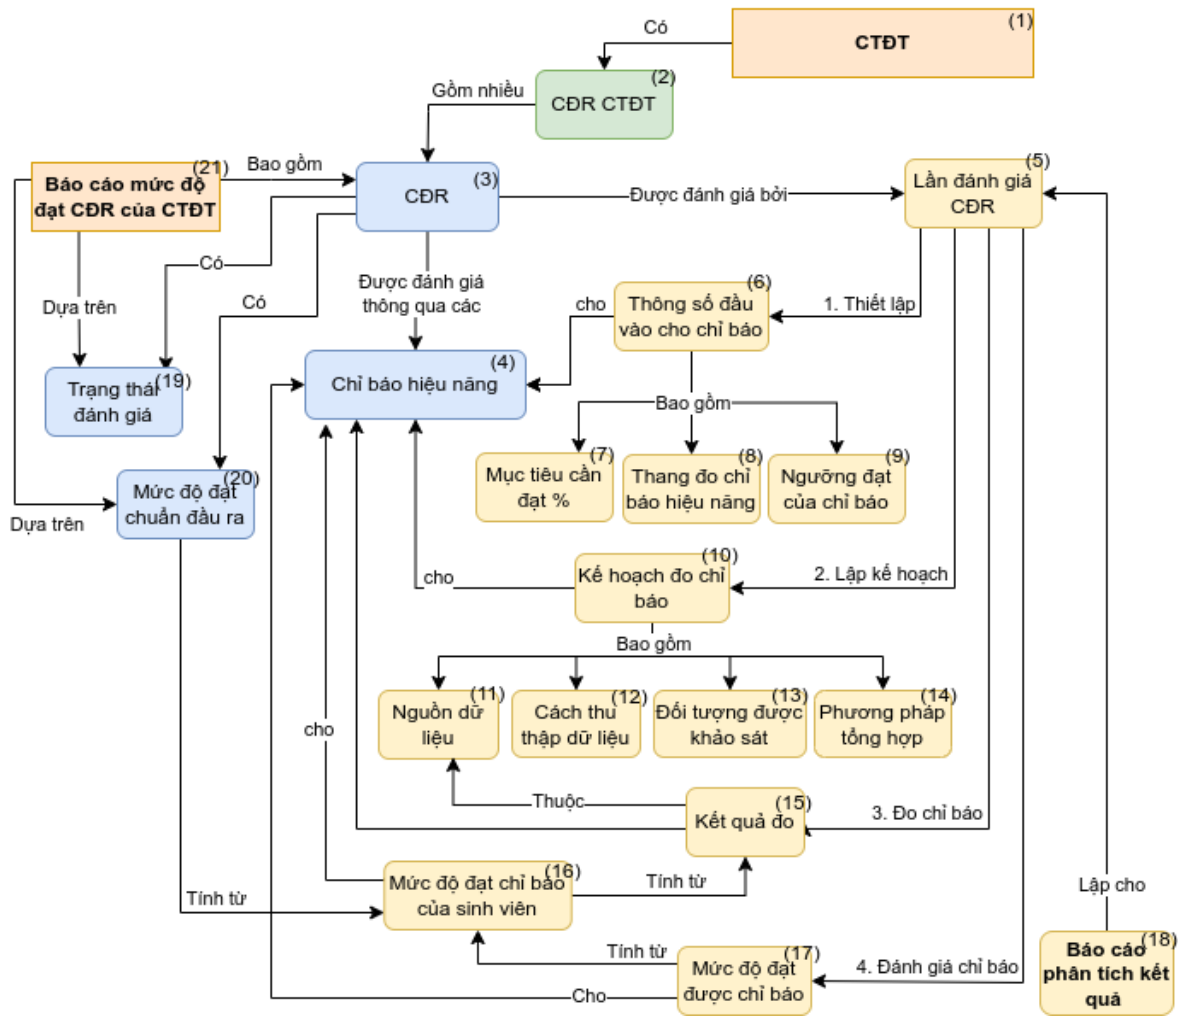 (1)
CTĐT
Có
(2)
CĐR CTĐT
Gồm nhiều
(21)
Báo cáo mức độ
đạt CĐR của CTĐT
Bao gồm
(3)
CĐR
Được đánh giá bởi
(5)
Lần đánh giá
CĐR
Có
Được đánh giá
thông qua các
Có
Dựa trên
(6)
Thông số đầu
vào cho chỉ báo
cho
1. Thiết lập
(4)
Chỉ báo hiệu năng
(19)
Trạng thái
đánh giá
Bao gồm
(7)
Mục tiêu cần
đạt %
(8)
Thang đo chỉ
báo hiệu năng
(9)
Ngưỡng đạt
của chỉ báo
(20)
Mức độ đạt
chuẩn đầu ra
Dựa trên
(10)
Kế hoạch đo chỉ
báo
cho
2. Lập kế hoạch
Bao gồm
(11)
Nguồn dữ
liệu
(12)
Cách thu
thập dữ liệu
(13)
Đối tượng được
khảo sát
(14)
Phương pháp
tổng hợp
cho
Thuộc
(15)
Kết quả đo
3. Đo chỉ báo
(16)
Mức độ đạt chỉ báo
của sinh viên
Tính từ
Tính từ
Lập cho
(17)
Mức độ đạt
được chỉ báo
Tính từ
4. Đánh giá chỉ báo
Cho
(18)
Báo cáo
phân tích kết
quả